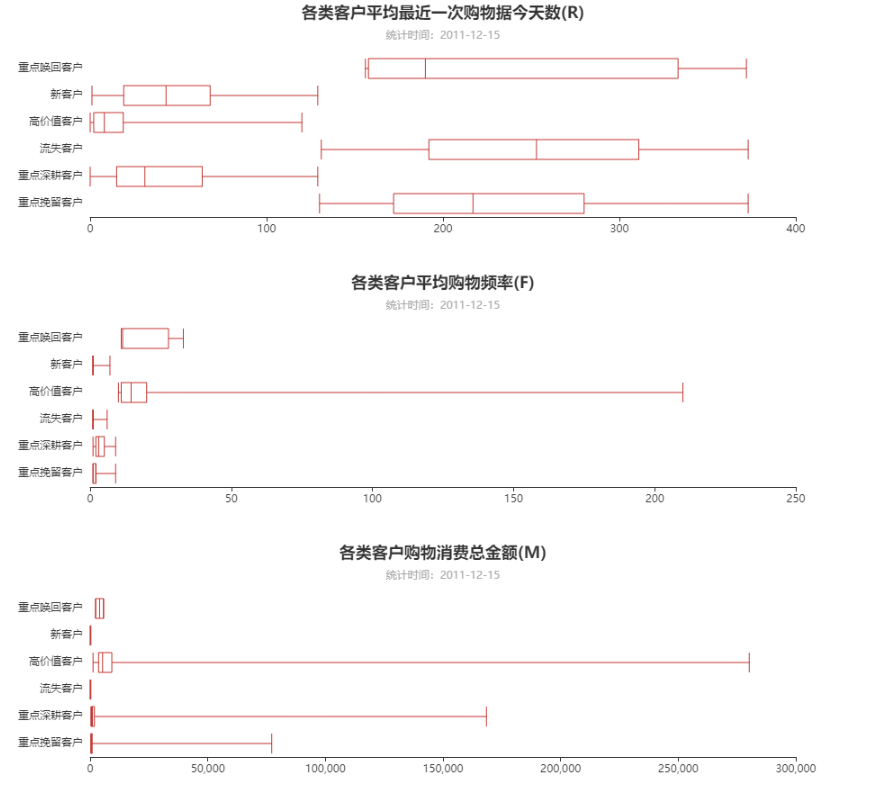 各类客户平均最近一次购物据今天数(R)
统计时间：2011-12-15
重点唤回客户
新客户
高价值客户
流失客户
重点深耕客户
重点挽留客户
0 100 200 300 400
各类客户平均购物频率(F)
统计时间：2011-12-15
重点唤回客户
新客户
高价值客户
流失客户
重点深耕客户
重点挽留客户
0 50 100 150 200 250
各类客户购物消费总金额(M)
统计时间：2011-12-15
重点唤回客户
新客户
高价值客户
流失客户
重点深耕客户
重点挽留客户
0 50,000 100,000 150,000 200,000 250,000 300,000